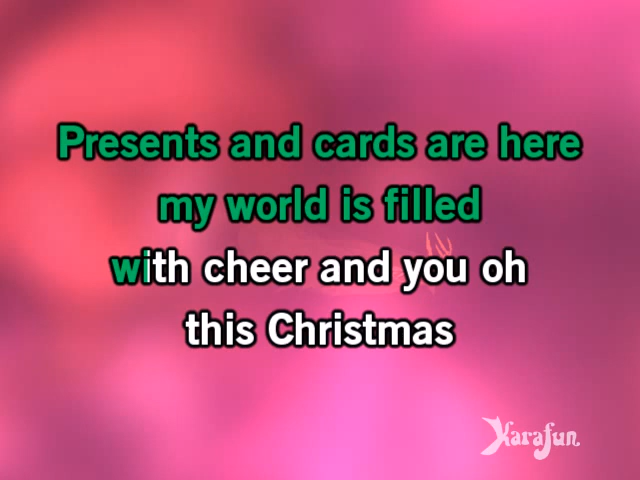 Presents and cards are here
my world is filled
with cheer and you oh
this Christmas
Karafun